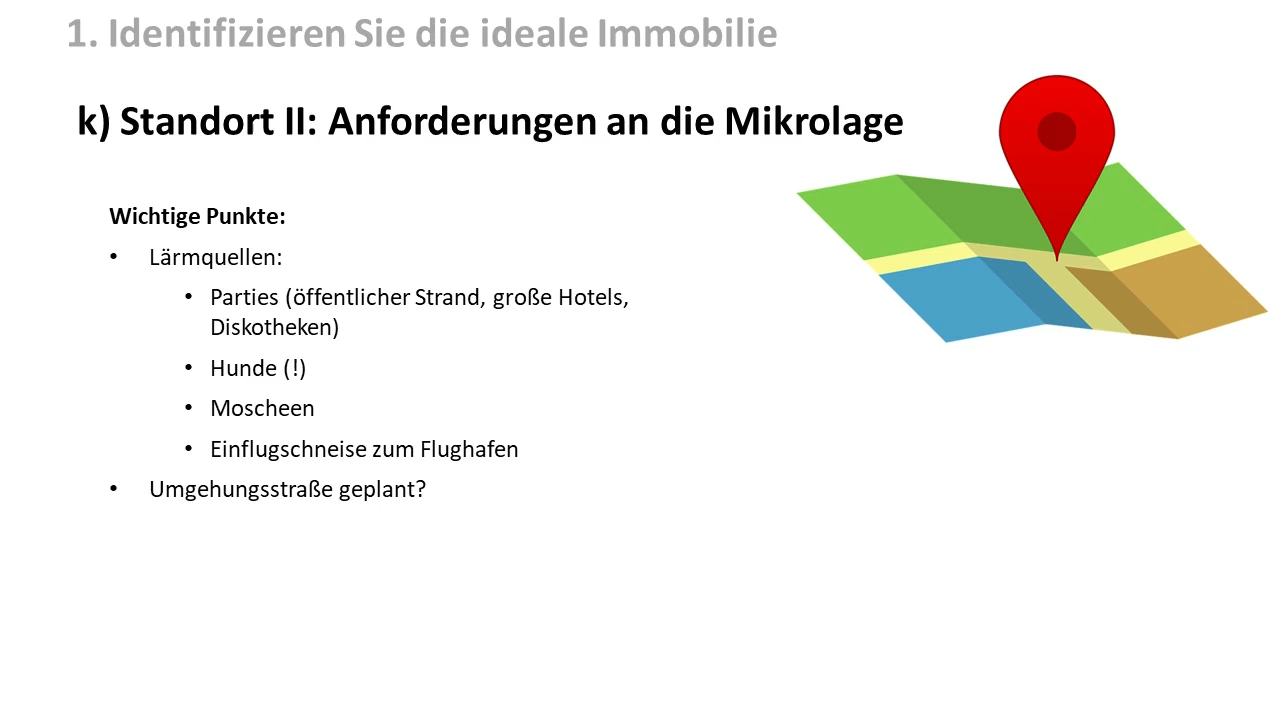 1. Identifizieren Sie die ideale Immobilie
k) Standort II: Anforderungen an die Mikrolage
Wichtige Punkte:
• Lärmquellen:
• Parties (öffentlicher Strand, große Hotels,
Diskotheken)
• Hunde (!)
• Moscheen
• Einflugschneise zum Flughafen
• Umgehungsstraße geplant?